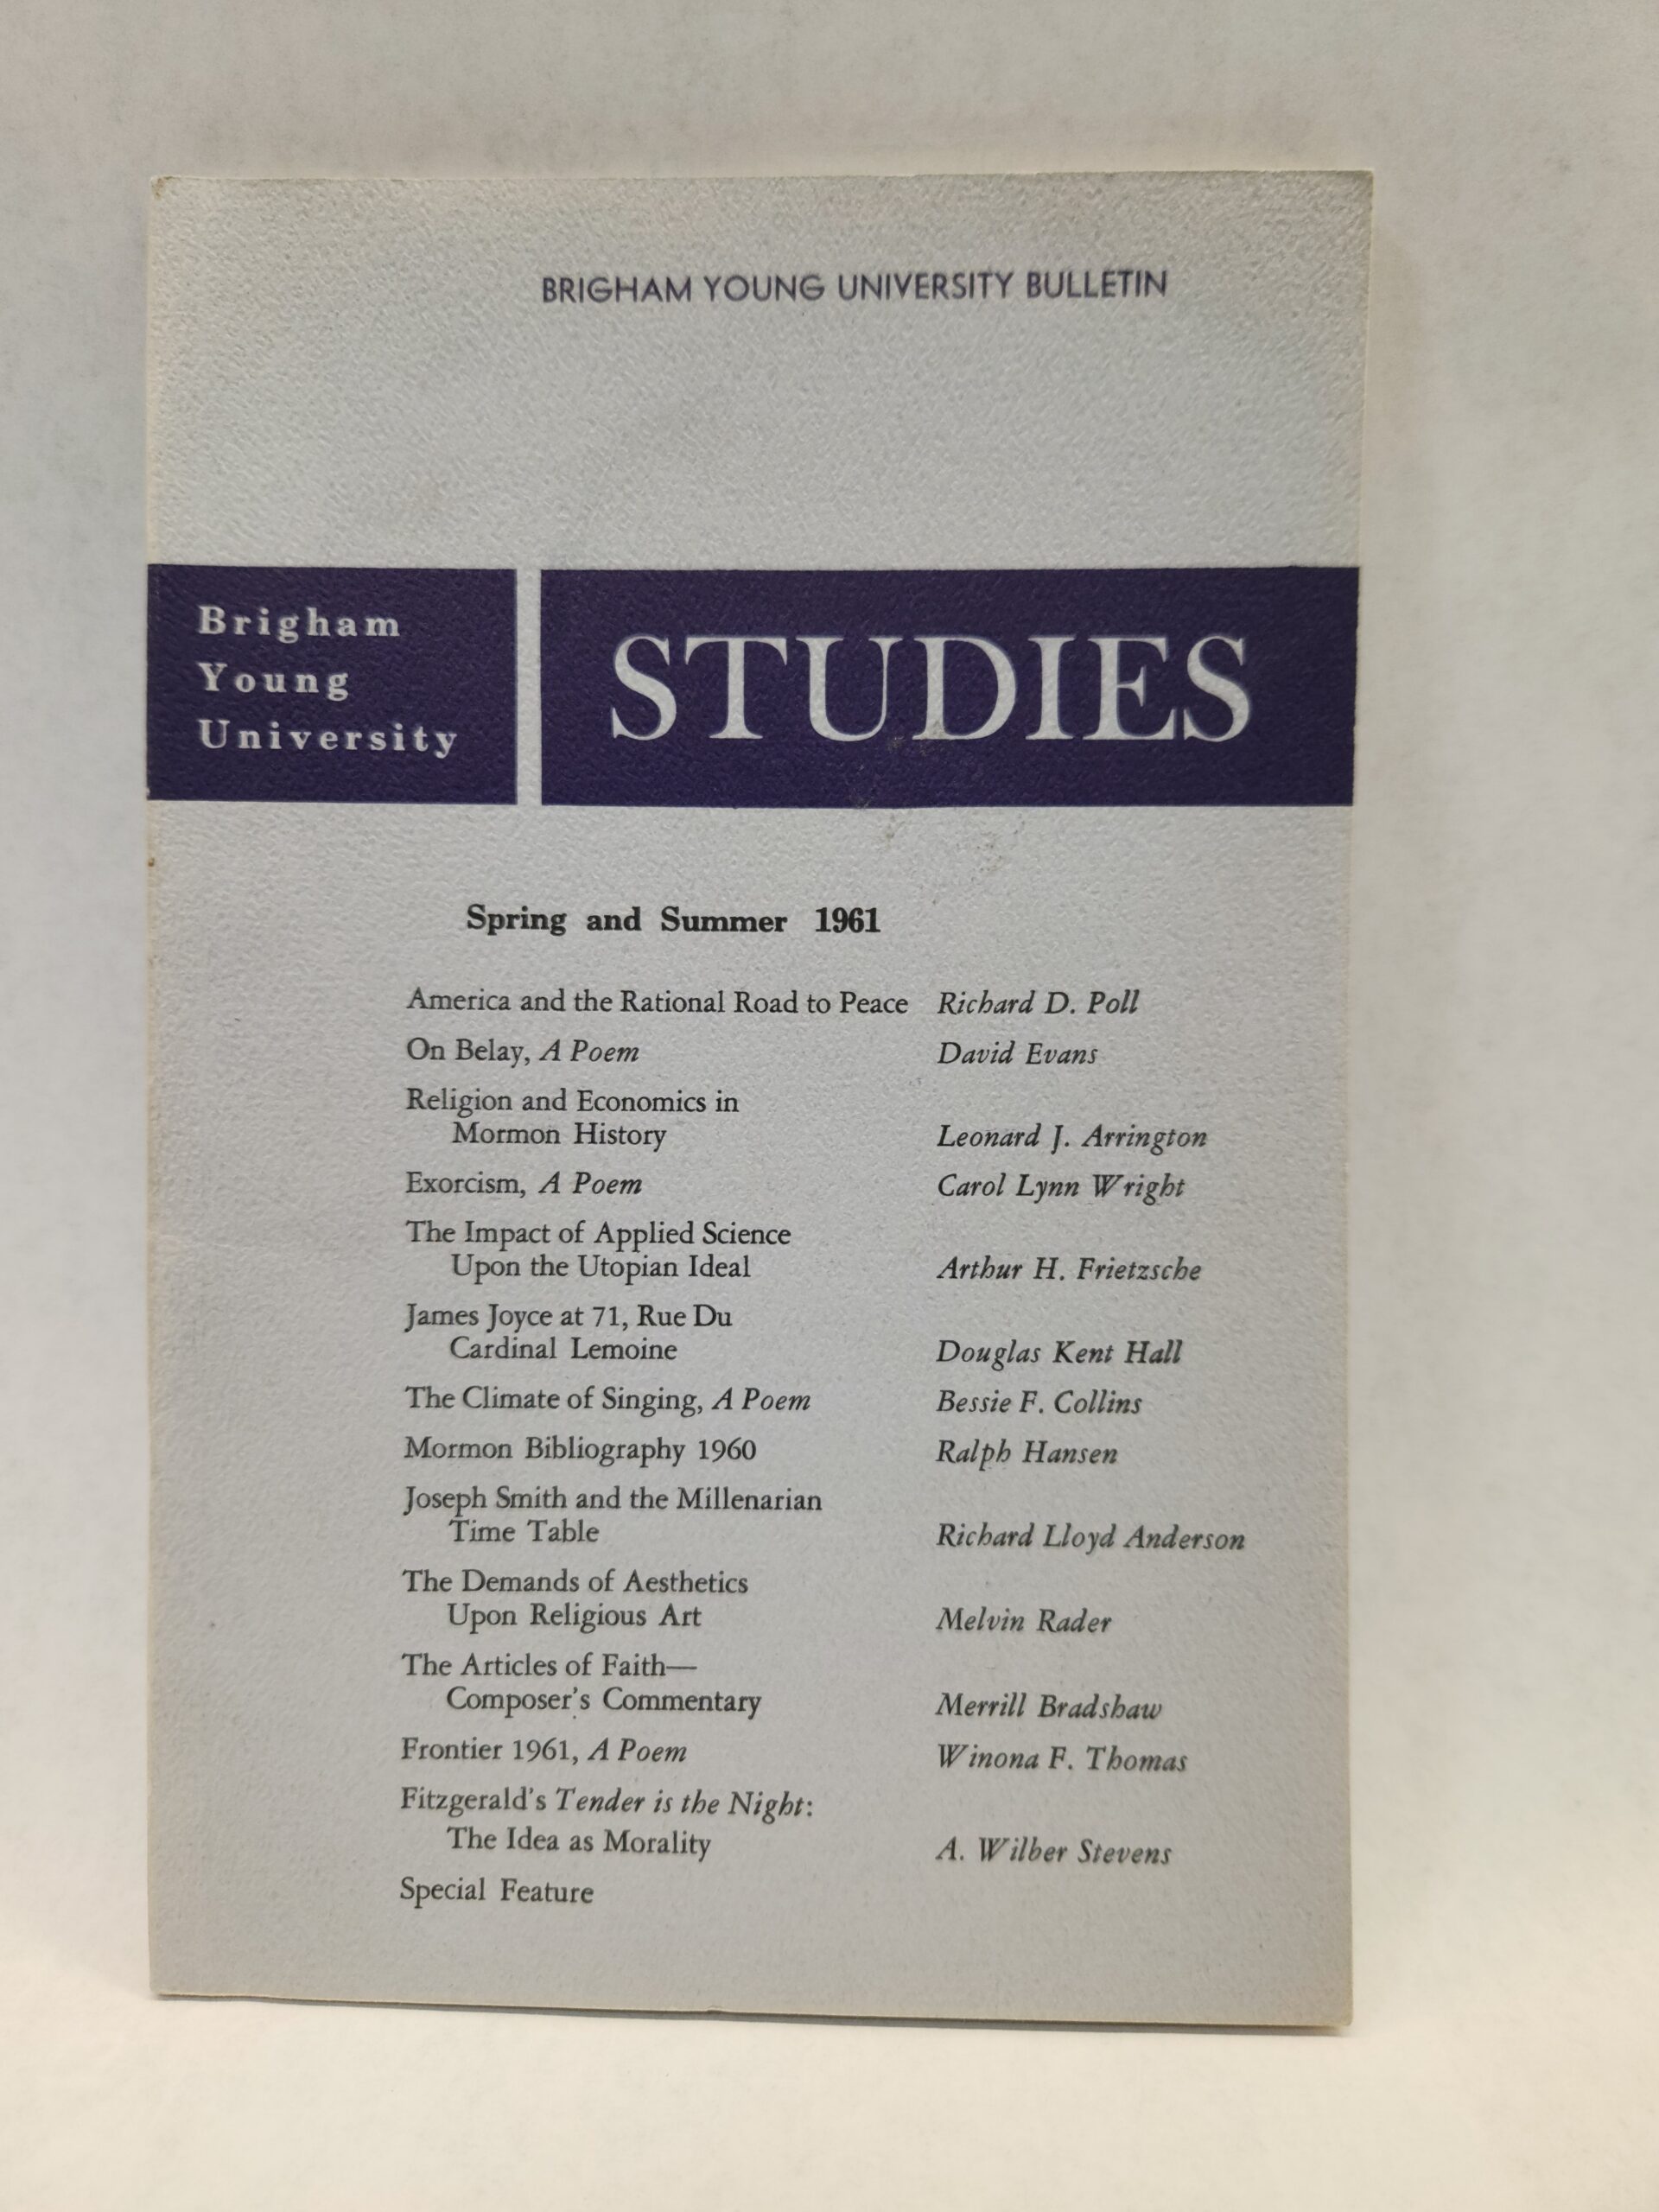 BRIGHAM YOUNG UNIVERSITY BULLETIN
Brigham
Young
University
STUDIES
Spring and Summer 1961
America and the Rational Road to Peace Richard D. Poll
On Belay, A Poem David Evans
Religion and Economics in
Mormon History Leonard J. Arrington
Exorcism, A Poem Carol Lynn Wright
The Impact of Applied Science
Upon the Utopian Ideal Arthur H. Frietzsche
James Joyce at 71, Rue Du
Cardinal Lemoine Douglas Kent Hall
The Climate of Singing, A Poem Bessie F. Collins
Mormon Bibliography 1960 Ralph Hansen
Joseph Smith and the Millenarian
Time Table Richard Lloyd Anderson
The Demands of Aesthetics
Upon Religious Art Melvin Rader
The Articles of Faith—
Composer's Commentary Merrill Bradshaw
Frontier 1961, A Poem Winona F. Thomas
Fitzgerald's Tender is the Night:
The Idea as Morality A. Wilber Stevens
Special Feature